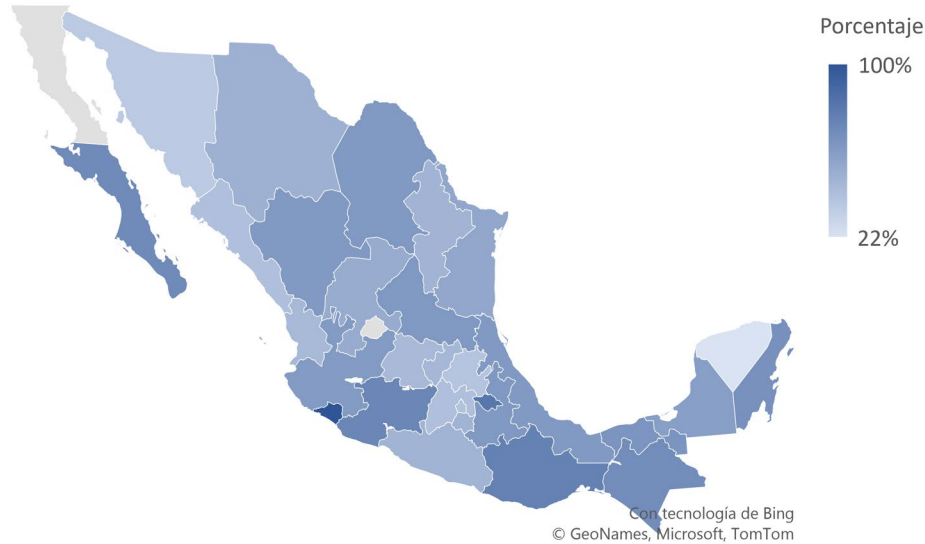 Porcentaje
100%
22%
Con tecnología de Bing
© GeoNames, Microsoft, TomTom